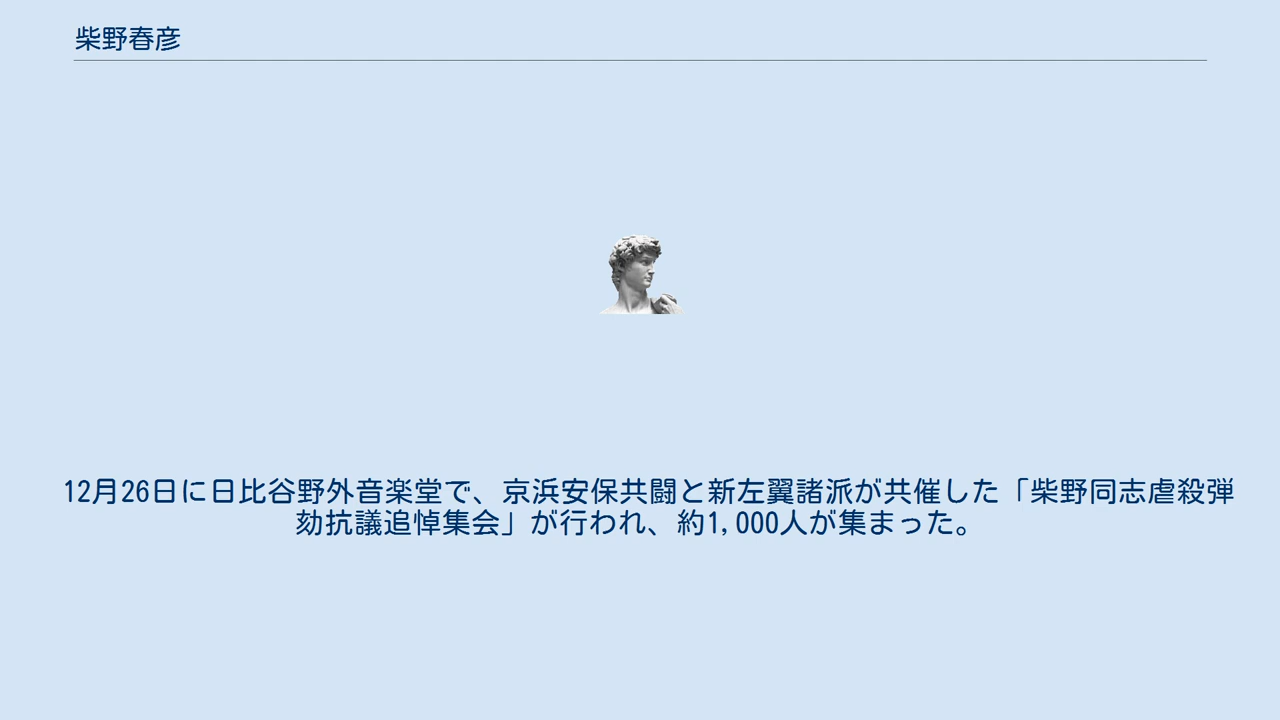 柴野春彦
12月26日に日比谷野外音楽堂で、京浜安保共闘と新左翼諸派が共催した「柴野同志虐殺弾
劾抗議追悼集会」が行われ、約1,000人が集まった。